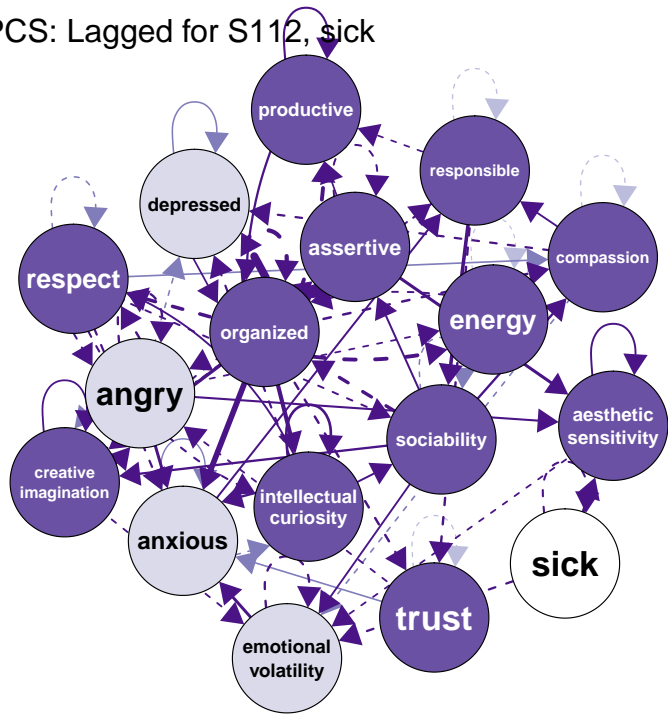 PCS: Lagged for S112, sick
productive
responsible
depressed
assertive
compassion
respect
organized
energy
angry
aesthetic
sensitivity
sociability
creative
imagination
intellectual
curiosity
anxious
sick
trust
emotional
volatility